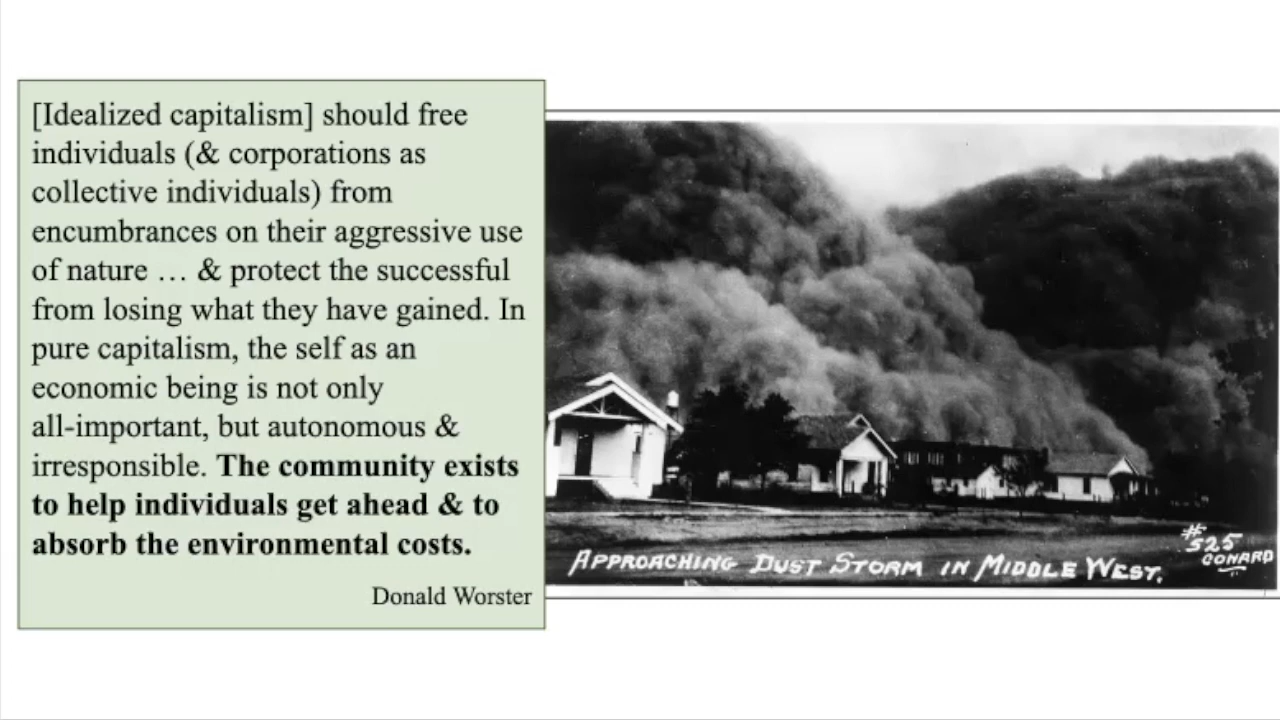 [Idealized capitalism] should free
individuals (& corporations as
collective individuals) from
encumbrances on their aggressive use
of nature … & protect the successful
from losing what they have gained. In
pure capitalism, the self as an
economic being is not only
all-important, but autonomous &
irresponsible. The community exists
to help individuals get ahead & to
absorb the environmental costs.
Donald Worster
APPROACHING DUST STORM IN MIDDLE WEST.
#
525
CONARD